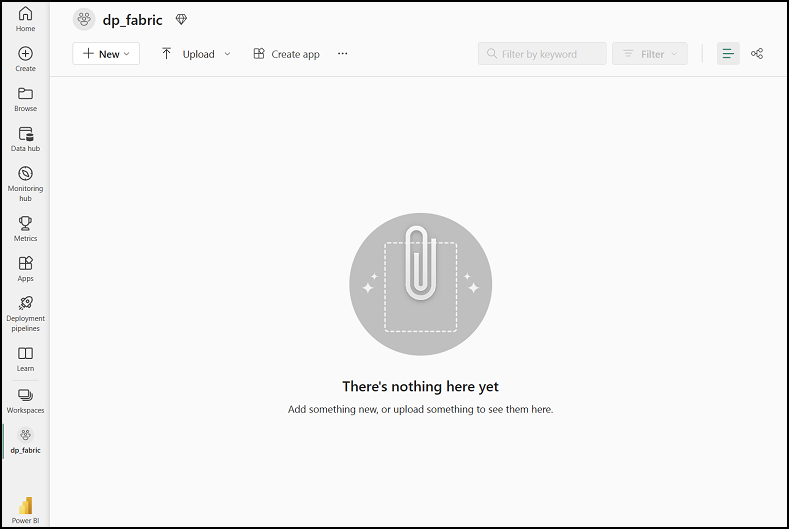 Home
Create
Browse
Data hub
Monitoring
hub
Metrics
Apps
Deployment
pipelines
Learn
Workspaces
dp_fabric
Power BI
dp_fabric
New
Upload
Create app
Filter by keyword
Filter
There's nothing here yet
Add something new, or upload something to see them here.